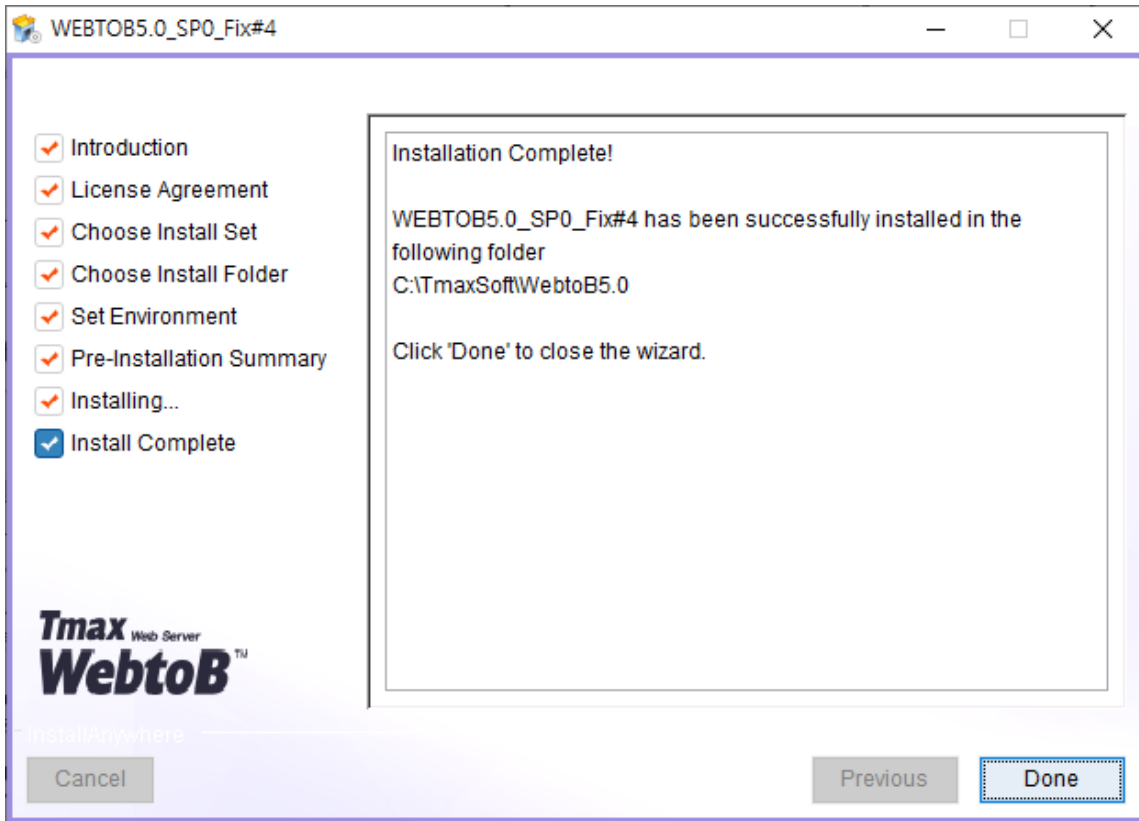 WEBTOB5.0_SP0_Fix#4
Introduction
License Agreement
Choose Install Set
Choose Install Folder
Set Environment
Pre-Installation Summary
Installing...
Install Complete
Installation Complete!
WEBTOB5.0_SP0_Fix#4 has been successfully installed in the
following folder
C:\TmaxSoft\WebtoB5.0
Click 'Done' to close the wizard.
Tmax Web Server
WebtoB™
InstallAnywhere
Cancel
Previous
Done